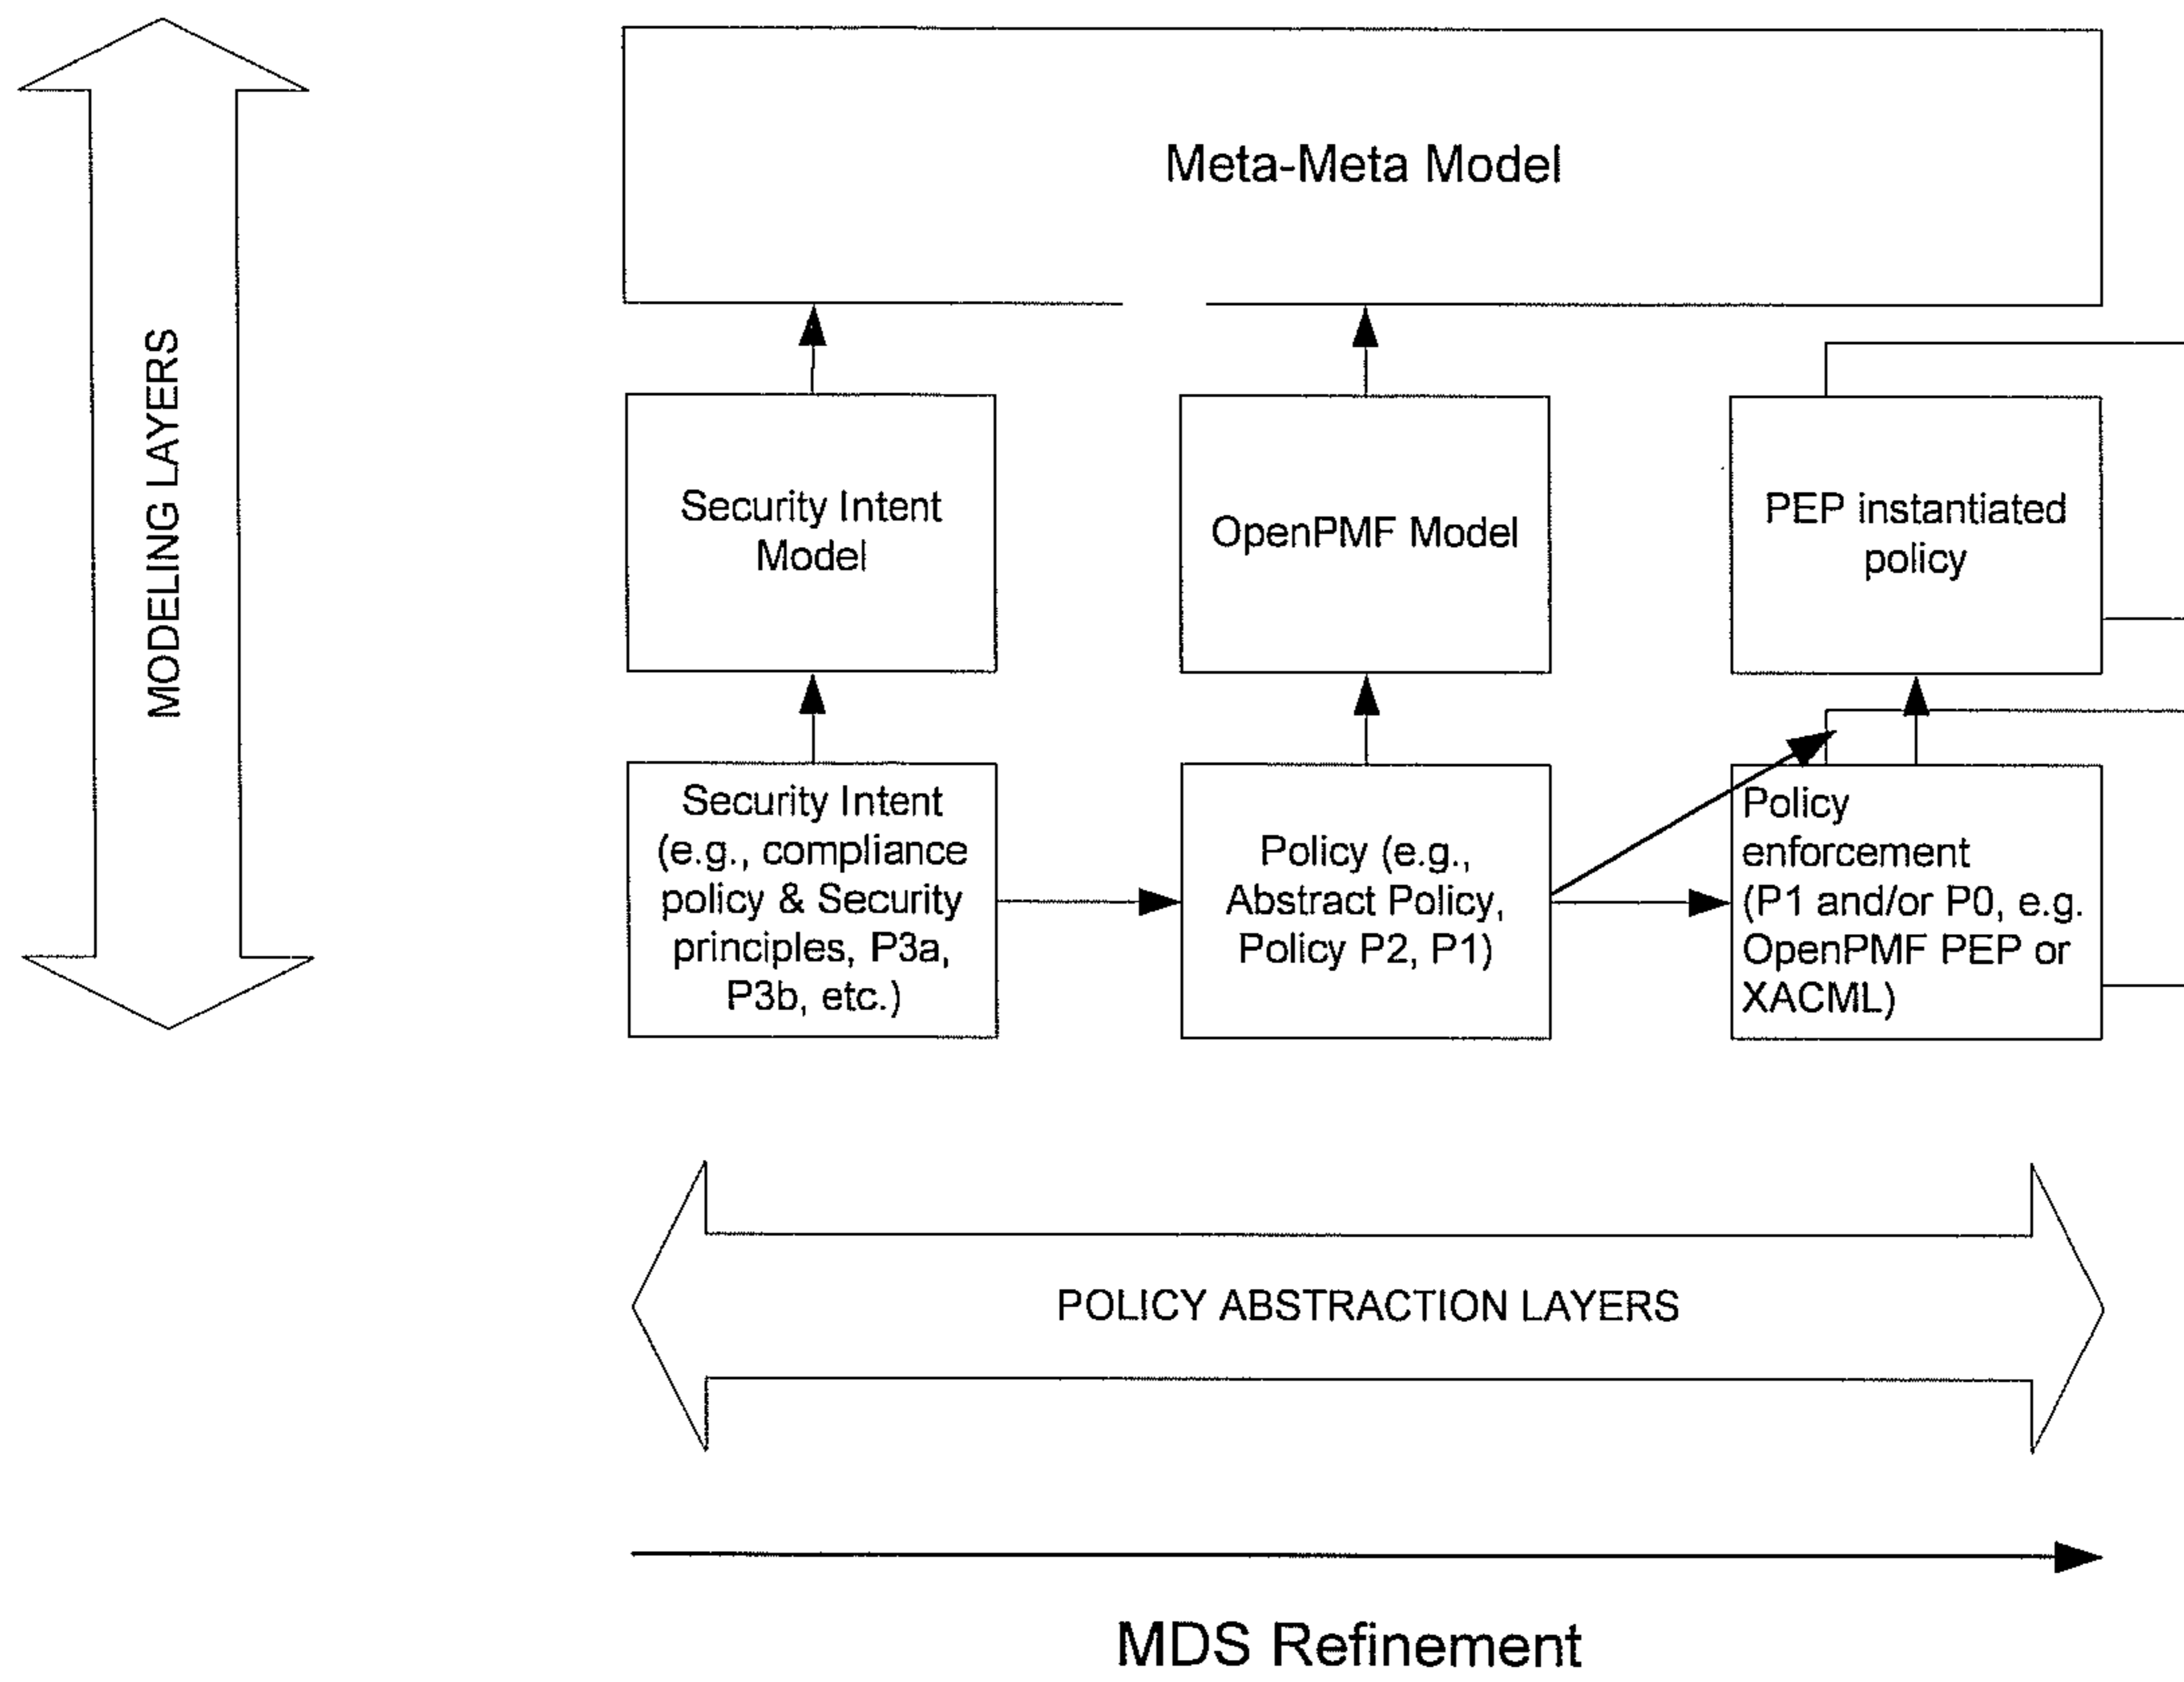 Meta-Meta Model
MODELING LAYERS
Security Intent
Model
OpenPMF Model
PEP instantiated
policy
Security Intent
(e.g., compliance
policy & Security
principles, P3a,
P3b, etc.)
Policy (e.g.,
Abstract Policy,
Policy P2, P1)
Policy
enforcement
(P1 and/or P0, e.g.
OpenPMF PEP or
XACML)
POLICY ABSTRACTION LAYERS
MDS Refinement